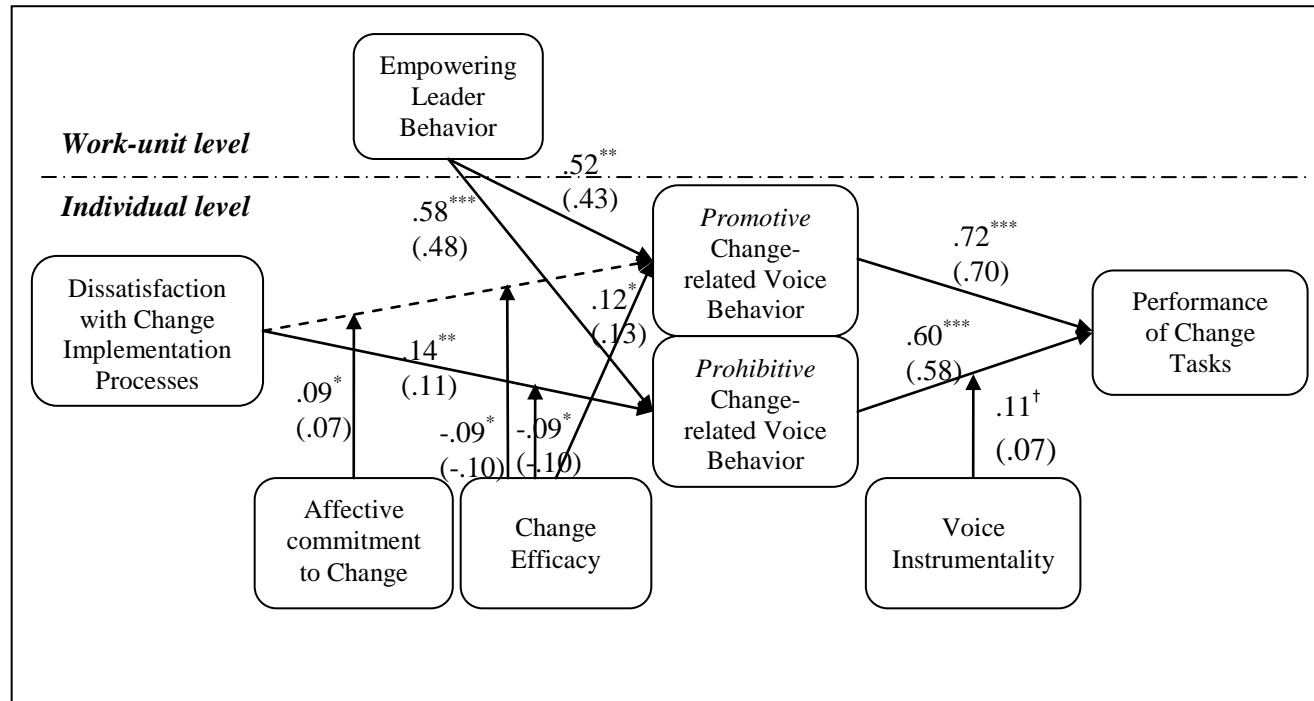 Empowering
Leader
Behavior
Work-unit level
Individual level
.52**
(.43)
.58***
(.48)
Promotive
Change-
related Voice
Behavior
.72***
(.70)
Dissatisfaction
with Change
Implementation
Processes
.12*
(.13)
Performance
of Change
Tasks
.14**
(.11)
Prohibitive
Change-
related Voice
Behavior
.60***
(.58)
.09*
(.07)
-.09*
(-.10)
-.09*
(-.10)
.11†
(.07)
Affective
commitment
to Change
Change
Efficacy
Voice
Instrumentality